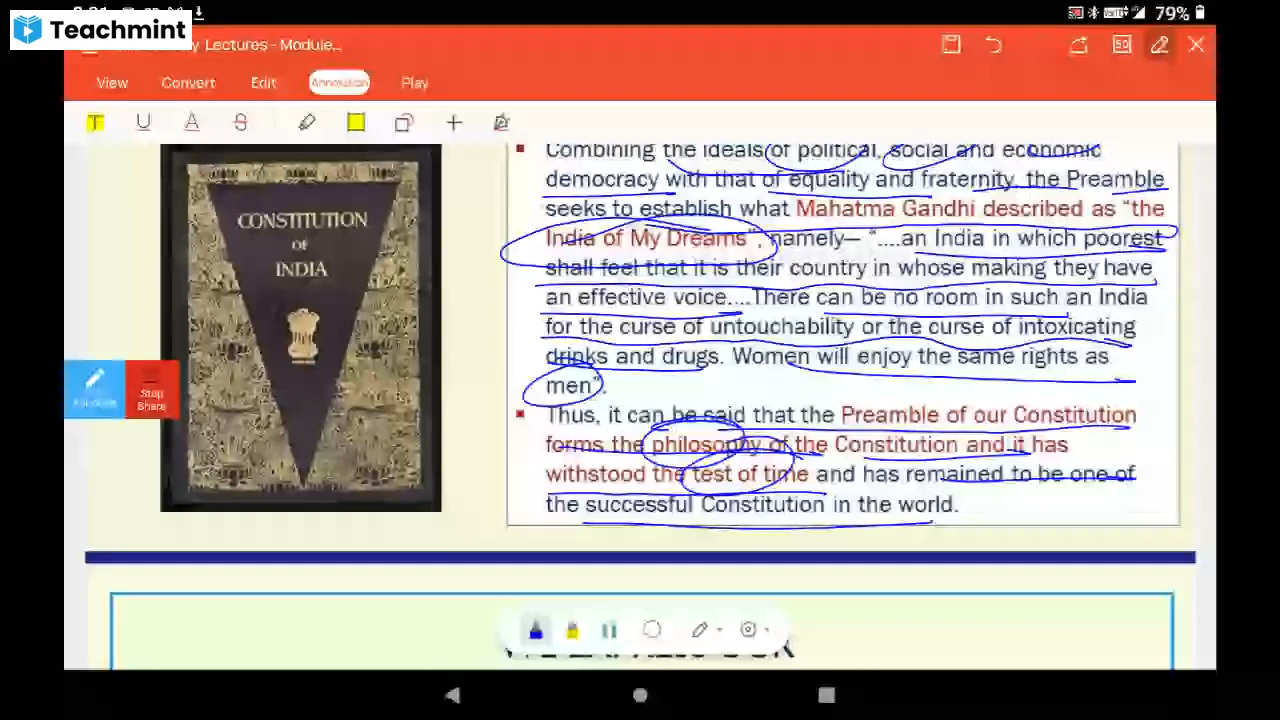 79%
Teachmint
Lectures - Module...
View Convert Edit Annotation Play
Combining the ideals of political, social and economic
democracy with that of equality and fraternity, the Preamble
seeks to establish what Mahatma Gandhi described as “the
India of My Dreams”, namely— “....an India in which poorest
shall feel that it is their country in whose making they have
an effective voice....There can be no room in such an India
for the curse of untouchability or the curse of intoxicating
drinks and drugs. Women will enjoy the same rights as
men”.
Thus, it can be said that the Preamble of our Constitution
forms the philosophy of the Constitution and it has
withstood the test of time and has remained to be one of
the successful Constitution in the world.
CONSTITUTION
OF
INDIA
Stop
Share